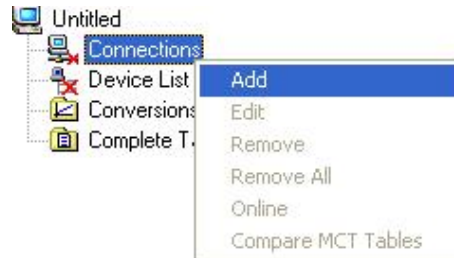 Untitled
Connections
Device List
Conversions
Complete
Add
Edit
Remove
Remove All
Online
Compare MCT Tables